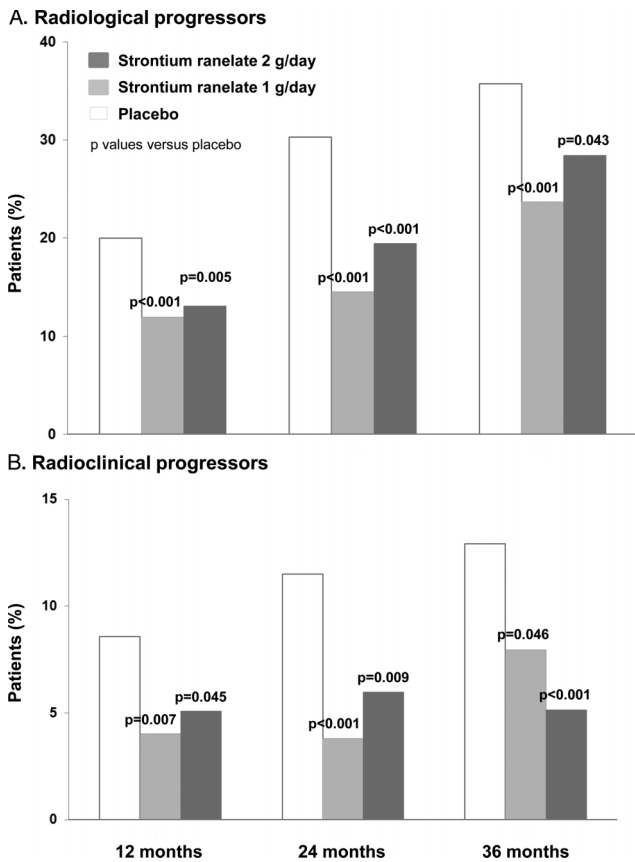 A. Radiological progressors
40
Strontium ranelate 2 g/day
Strontium ranelate 1 g/day
Placebo
p values versus placebo
30
20
10
0
Patients (%)
p<0.001
p=0.005
p<0.001
p<0.001
p<0.001
p=0.043
B. Radioclinical progressors
15
10
5
0
Patients (%)
p=0.007
p=0.045
p<0.001
p=0.009
p=0.046
p<0.001
12 months
24 months
36 months